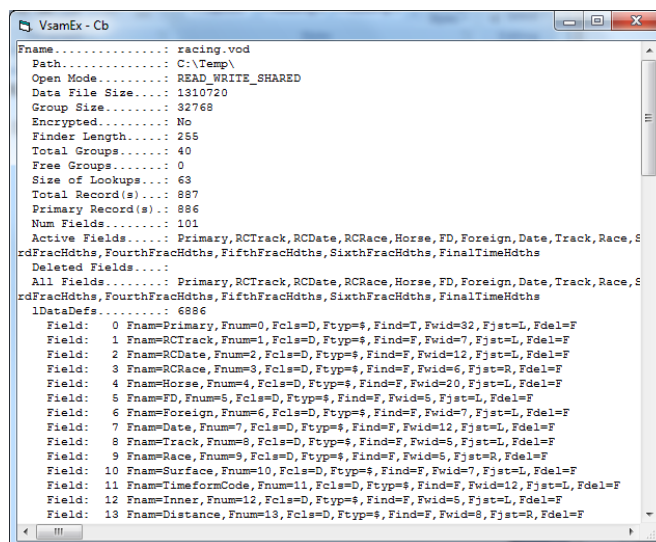 VsamEx - Cb
Fname..............: racing.vod
Path.............: C:\Temp\
Open Mode........: READ_WRITE_SHARED
Data File Size...: 1310720
Group Size.......: 32768
Encrypted........: No
Finder Length....: 255
Total Groups.....: 40
Free Groups......: 0
Size of Lookups..: 63
Total Record(s)..: 887
Primary Record(s).: 886
Num Fields.......: 101
Active Fields....: Primary,RCTrack,RCDate,RCRace,Horse,FD,Foreign,Date,Track,Race,S
rdFracHdths,FourthFracHdths,FifthFracHdths,SixthFracHdths,FinalTimeHdths
Deleted Fields...:
All Fields.......: Primary,RCTrack,RCDate,RCRace,Horse,FD,Foreign,Date,Track,Race,S
rdFracHdths,FourthFracHdths,FifthFracHdths,SixthFracHdths,FinalTimeHdths
lDataDefs........: 6886
Field: 0 Fnam=Primary,Fnum=0,Fcls=D,Ftyp=$,Find=T,Fwid=32,Fjst=L,Fdel=F
Field: 1 Fnam=RCTrack,Fnum=1,Fcls=D,Ftyp=$,Find=F,Fwid=7,Fjst=L,Fdel=F
Field: 2 Fnam=RCDate,Fnum=2,Fcls=D,Ftyp=$,Find=F,Fwid=12,Fjst=L,Fdel=F
Field: 3 Fnam=RCRace,Fnum=3,Fcls=D,Ftyp=$,Find=F,Fwid=6,Fjst=R,Fdel=F
Field: 4 Fnam=Horse,Fnum=4,Fcls=D,Ftyp=$,Find=F,Fwid=20,Fjst=L,Fdel=F
Field: 5 Fnam=FD,Fnum=5,Fcls=D,Ftyp=$,Find=F,Fwid=5,Fjst=L,Fdel=F
Field: 6 Fnam=Foreign,Fnum=6,Fcls=D,Ftyp=$,Find=F,Fwid=7,Fjst=L,Fdel=F
Field: 7 Fnam=Date,Fnum=7,Fcls=D,Ftyp=$,Find=F,Fwid=12,Fjst=L,Fdel=F
Field: 8 Fnam=Track,Fnum=8,Fcls=D,Ftyp=$,Find=F,Fwid=5,Fjst=L,Fdel=F
Field: 9 Fnam=Race,Fnum=9,Fcls=D,Ftyp=$,Find=F,Fwid=5,Fjst=R,Fdel=F
Field: 10 Fnam=Surface,Fnum=10,Fcls=D,Ftyp=$,Find=F,Fwid=7,Fjst=L,Fdel=F
Field: 11 Fnam=TimeformCode,Fnum=11,Fcls=D,Ftyp=$,Find=F,Fwid=12,Fjst=L,Fdel=F
Field: 12 Fnam=Inner,Fnum=12,Fcls=D,Ftyp=$,Find=F,Fwid=5,Fjst=L,Fdel=F
Field: 13 Fnam=Distance,Fnum=13,Fcls=D,Ftyp=$,Find=F,Fwid=8,Fjst=R,Fdel=F